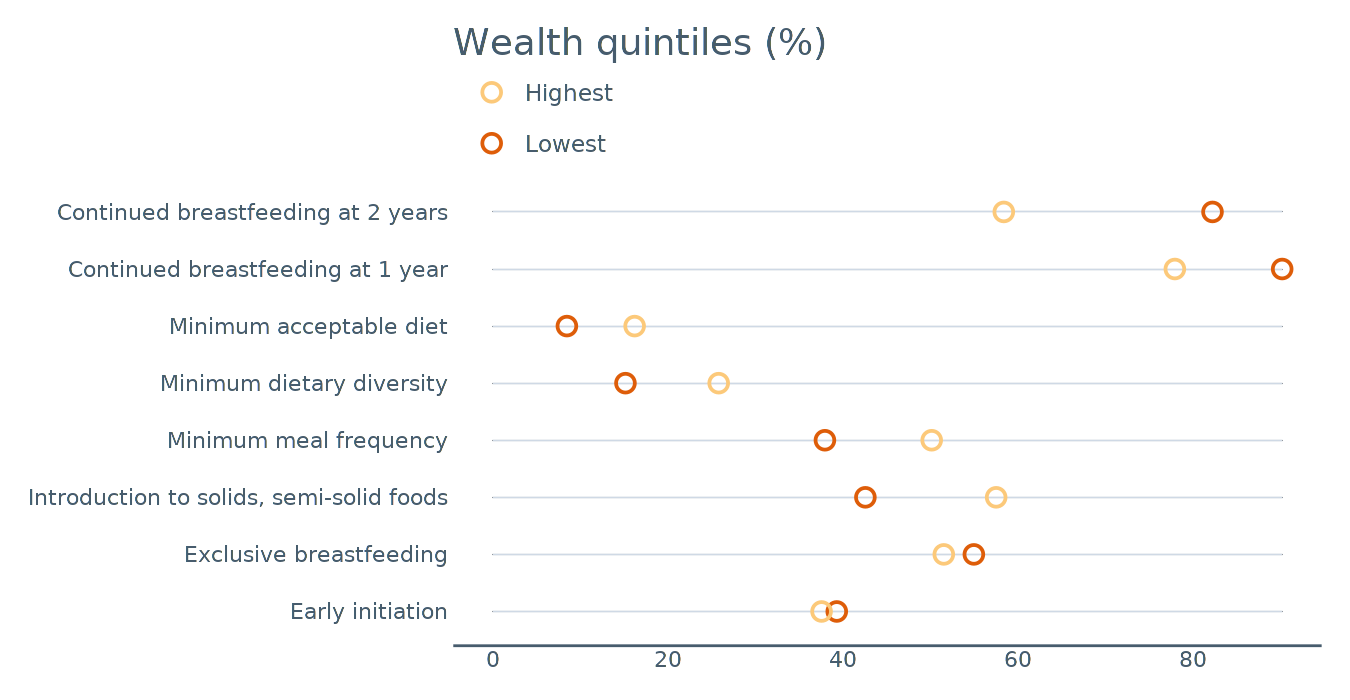 Wealth quintiles (%)
Highest
Lowest
Continued breastfeeding at 2 years
Continued breastfeeding at 1 year
Minimum acceptable diet
Minimum dietary diversity
Minimum meal frequency
Introduction to solids, semi-solid foods
Exclusive breastfeeding
Early initiation
0 20 40 60 80